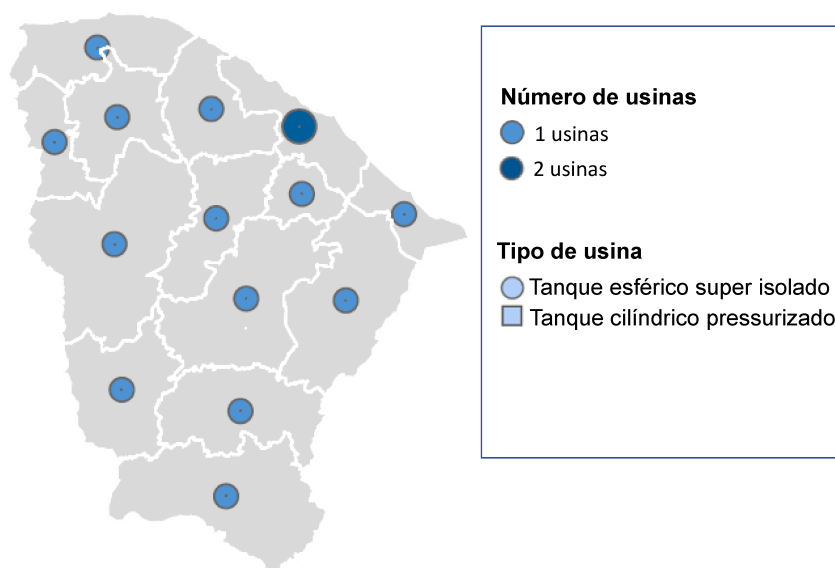 Número de usinas
1 usinas
2 usinas
Tipo de usina
Tanque esférico super isolado
Tanque cilíndrico pressurizado